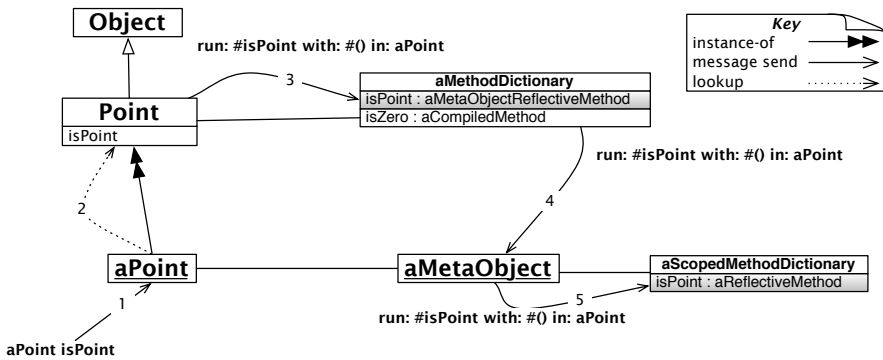 Object
run: #isPoint with: #() in: aPoint
Key
instance-of
message send
lookup
3
aMethodDictionary
isPoint : aMetaObjectReflectiveMethod
isZero : aCompiledMethod
Point
isPoint
run: #isPoint with: #() in: aPoint
2
4
aPoint
aMetaObject
aScopedMethodDictionary
isPoint : aReflectiveMethod
1
5
run: #isPoint with: #() in: aPoint
aPoint isPoint